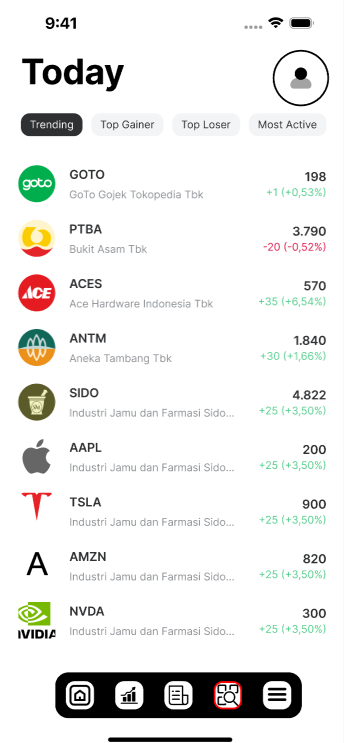 9:41
Today
Trending
Top Gainer
Top Loser
Most Active
goto
GOTO
198
GoTo Gojek Tokopedia Tbk
+1 (+0,53%)
PTBA
3.790
Bukit Asam Tbk
-20 (-0,52%)
ACE
ACES
570
Ace Hardware Indonesia Tbk
+35 (+6,54%)
ANTM
1.840
Aneka Tambang Tbk
+30 (+1,66%)
SIDO
4.822
Industri Jamu dan Farmasi Sido...
+25 (+3,50%)
AAPL
200
Industri Jamu dan Farmasi Sido...
+25 (+3,50%)
TSLA
900
Industri Jamu dan Farmasi Sido...
+25 (+3,50%)
A
AMZN
820
Industri Jamu dan Farmasi Sido...
+25 (+3,50%)
NVIDIA
NVDA
300
Industri Jamu dan Farmasi Sido...
+25 (+3,50%)